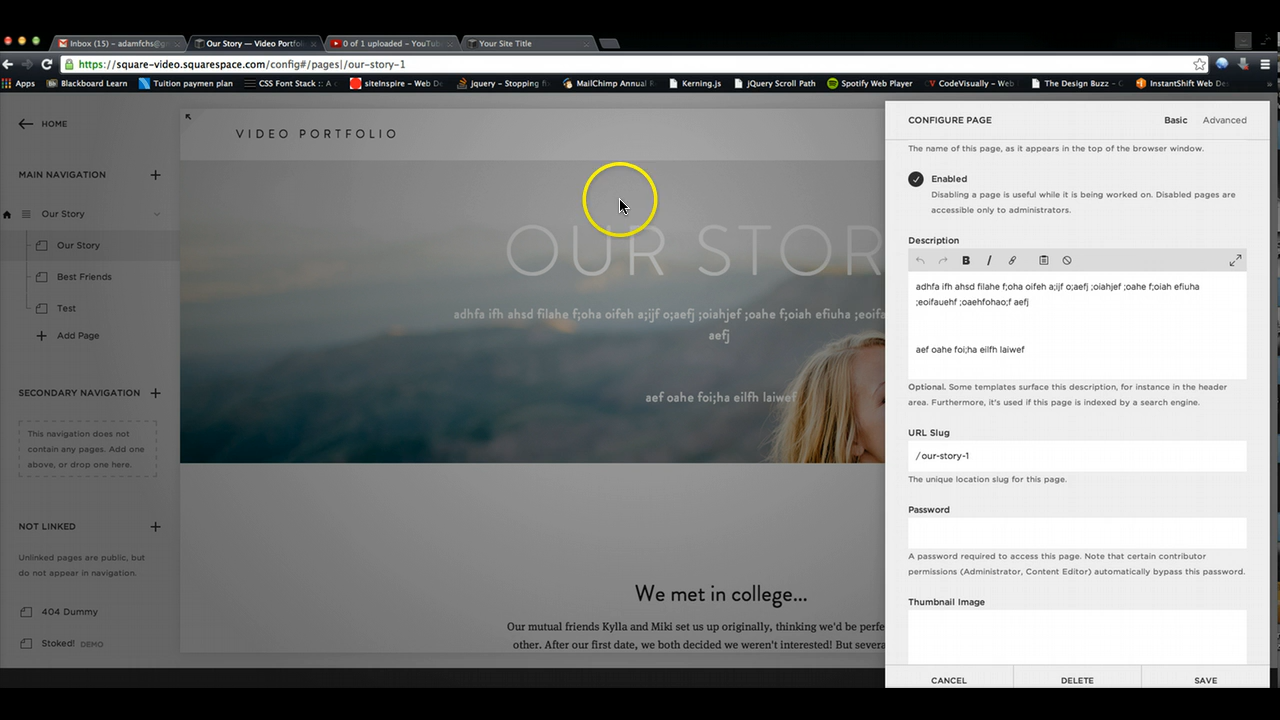 Inbox (15) - adamfchs@g
Our Story — Video Portfol
0 of 1 uploaded - YouTu
Your Site Title
https://square-video.squarespace.com/config#/pages|/our-story-1
Apps
Blackboard Learn
Tuition paymen plan
CSS Font Stack :: A
siteInspire - Web D
jquery - Stopping fi
MailChimp Annual R
Kerning.js
jQuery Scroll Path
Spotify Web Player
CodeVisually – Web
The Design Buzz –
InstantShift Web De
HOME
MAIN NAVIGATION
Our Story
Our Story
Best Friends
Test
Add Page
SECONDARY NAVIGATION
This navigation does not
contain any pages. Add one
above, or drop one here.
NOT LINKED
Unlinked pages are public, but
do not appear in navigation.
404 Dummy
Stoked! DEMO
VIDEO PORTFOLIO
OUR STOR
adhfa ifh ahsd filahe f;oha oifeh a;ijf o;aefj ;oiahjef ;oahe f;oiah efiuha ;eoifa
aefj
aef oahe foi;ha eilfh laiwef
We met in college...
Our mutual friends Kylla and Miki set us up originally, thinking we'd be perfe
other. After our first date, we both decided we weren't interested! But severa
CONFIGURE PAGE
Basic
Advanced
The name of this page, as it appears in the top of the browser window.
Enabled
Disabling a page is useful while it is being worked on. Disabled pages are
accessible only to administrators.
Description
B I
adhfa ifh ahsd filahe f;oha oifeh a;ijf o;aefj ;oiahjef ;oahe f;oiah efiuha
;eoifauehf ;oaehfohao;f aefj
aef oahe foi;ha eilfh laiwef
Optional. Some templates surface this description, for instance in the header
area. Furthermore, it's used if this page is indexed by a search engine.
URL Slug
/our-story-1
The unique location slug for this page.
Password
A password required to access this page. Note that certain contributor
permissions (Administrator, Content Editor) automatically bypass this password.
Thumbnail Image
CANCEL
DELETE
SAVE